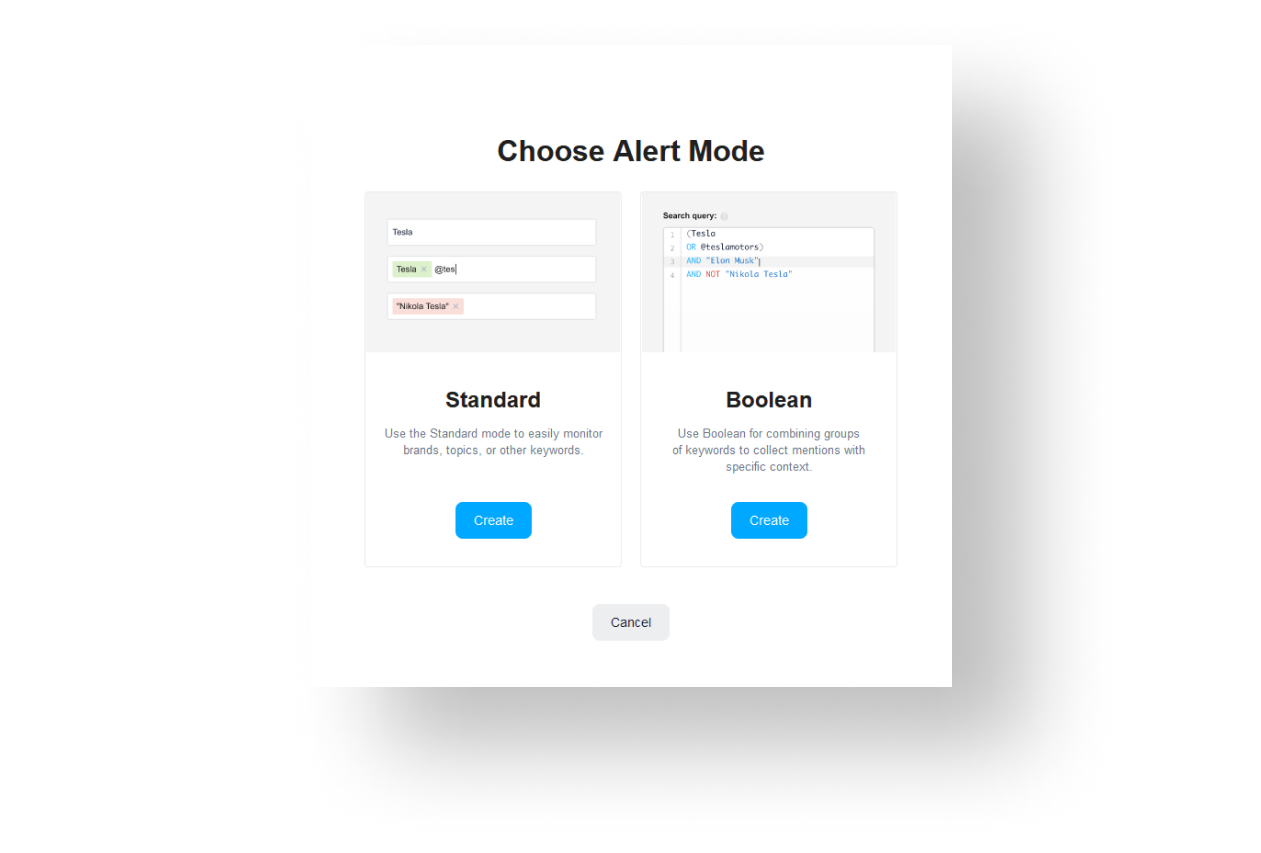 Choose Alert Mode
Tesla
Tesla × @tes
"Nikola Tesla" ×
Search query:
1 (Tesla
2 OR @teslamotors)
3 AND "Elon Musk"
4 AND NOT "Nikola Tesla"
Standard
Use the Standard mode to easily monitor
brands, topics, or other keywords.
Create
Boolean
Use Boolean for combining groups
of keywords to collect mentions with
specific context.
Create
Cancel